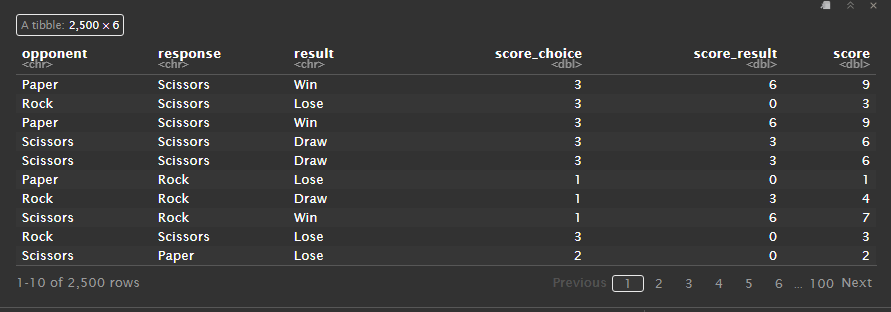 A tibble: 2,500 × 6
opponent response result score_choice score_result score
<chr> <chr> <chr> <dbl> <dbl> <dbl>
Paper Scissors Win 3 6 9
Rock Scissors Lose 3 0 3
Paper Scissors Win 3 6 9
Scissors Scissors Draw 3 3 6
Scissors Scissors Draw 3 3 6
Paper Rock Lose 1 0 1
Rock Rock Draw 1 3 4
Scissors Rock Win 1 6 7
Rock Scissors Lose 3 0 3
Scissors Paper Lose 2 0 2
1-10 of 2,500 rows Previous 1 2 3 4 5 6 ... 100 Next